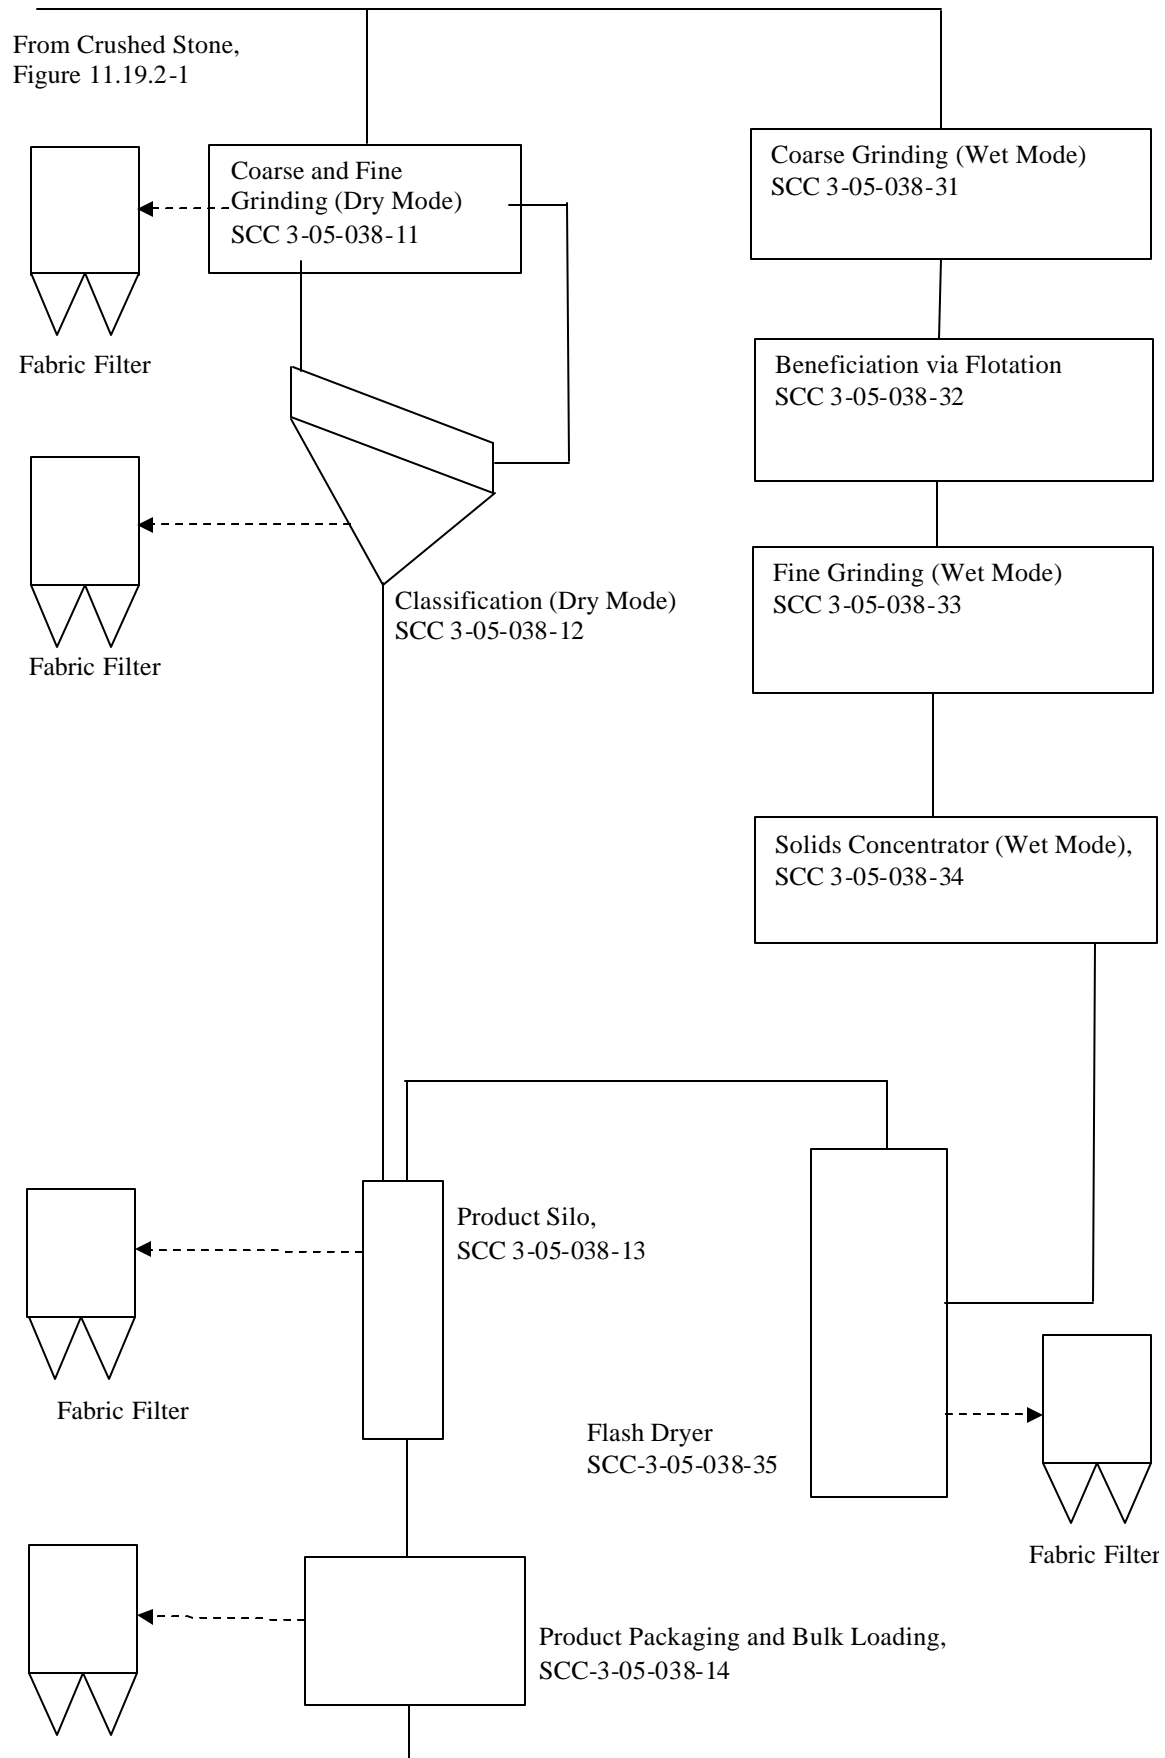 From Crushed Stone,
Figure 11.19.2-1
Coarse and Fine
Grinding (Dry Mode)
SCC 3-05-038-11
Coarse Grinding (Wet Mode)
SCC 3-05-038-31
Fabric Filter
Beneficiation via Flotation
SCC 3-05-038-32
Fine Grinding (Wet Mode)
SCC 3-05-038-33
Classification (Dry Mode)
SCC 3-05-038-12
Fabric Filter
Solids Concentrator (Wet Mode),
SCC 3-05-038-34
Product Silo,
SCC 3-05-038-13
Fabric Filter
Flash Dryer
SCC-3-05-038-35
Fabric Filter
Product Packaging and Bulk Loading,
SCC-3-05-038-14